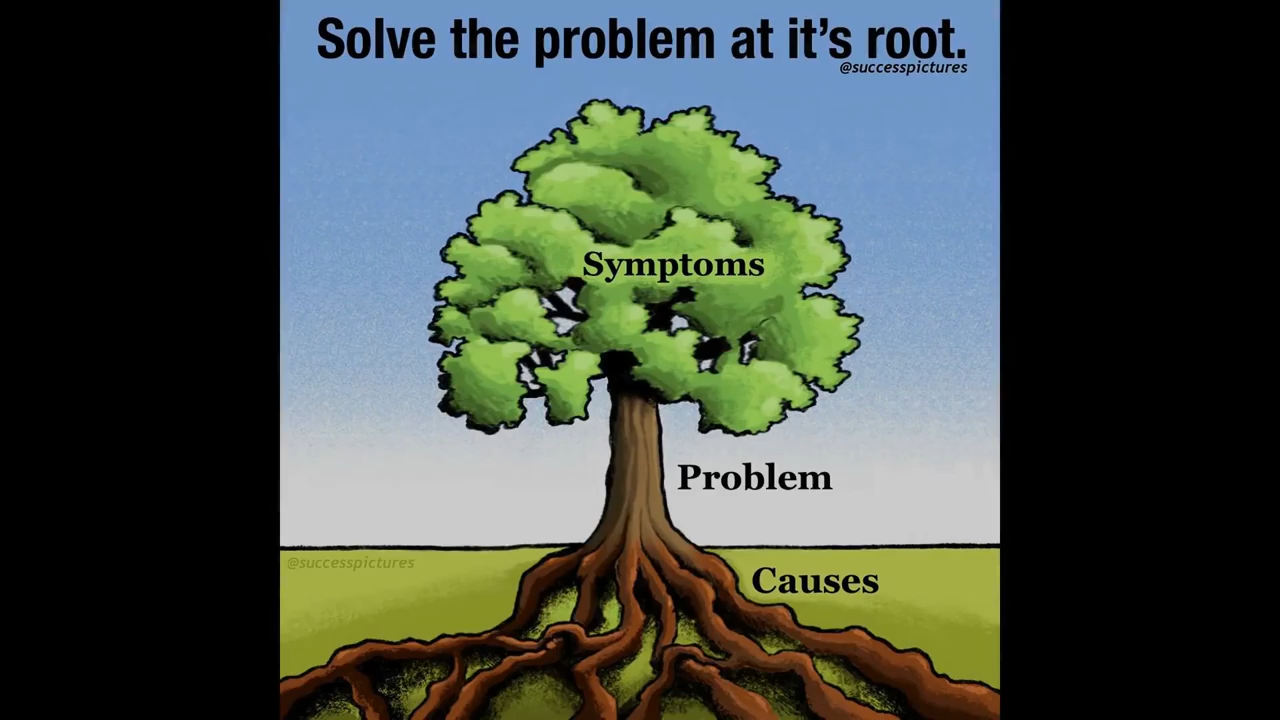 Solve the problem at it's root.
@successpictures
Symptoms
Problem
@successpictures
Causes